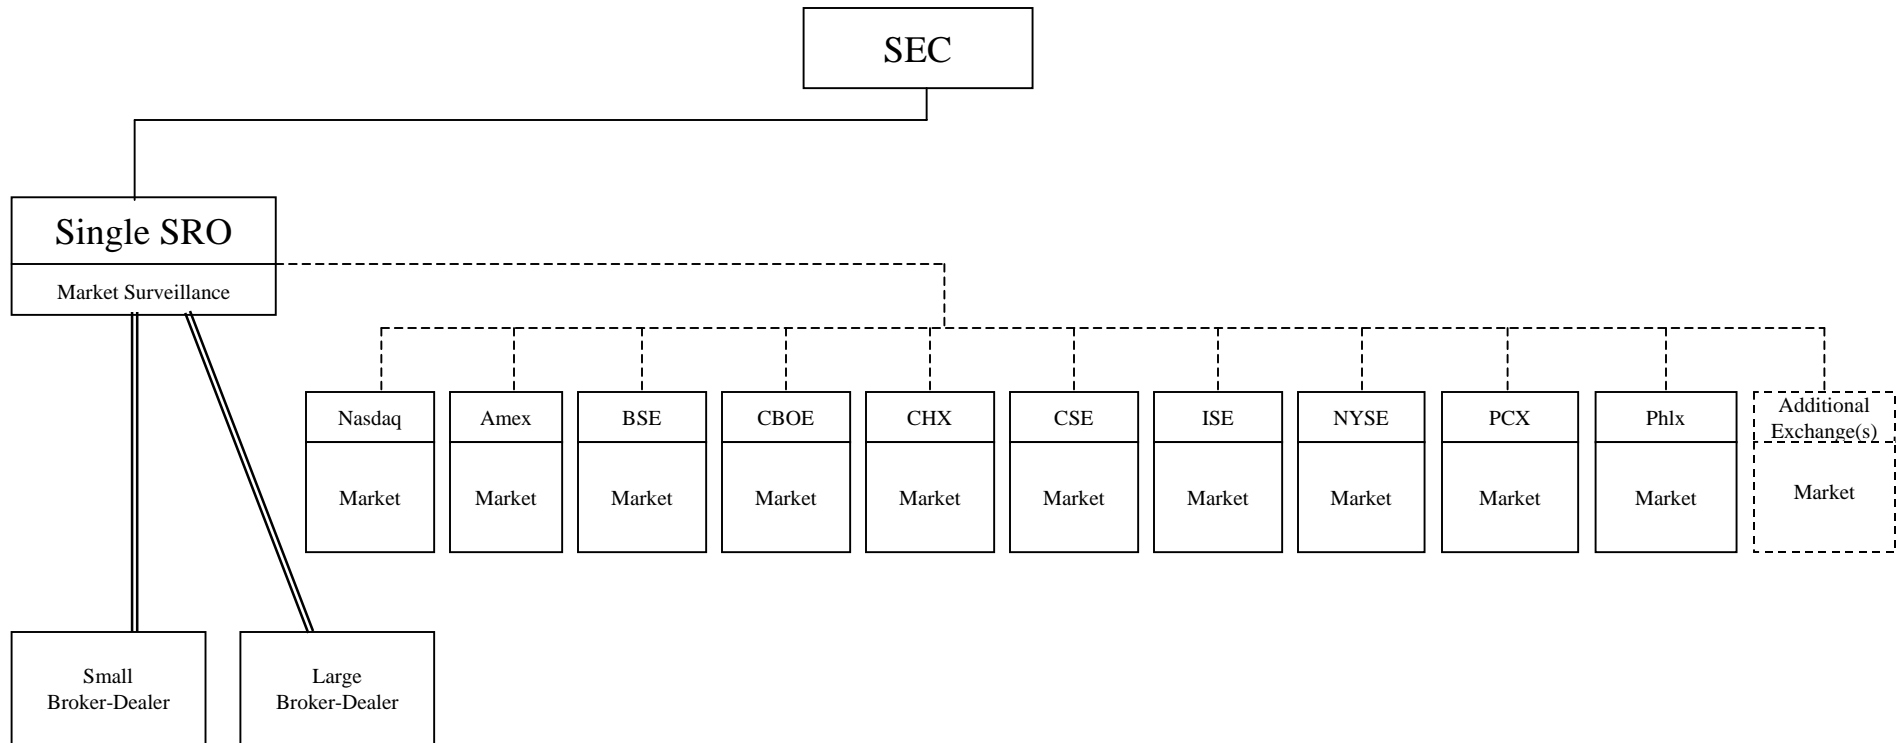 SEC
Single SRO
Market Surveillance
Nasdaq
Amex
BSE
CBOE
CHX
CSE
ISE
NYSE
PCX
Phlx
Additional
Exchange(s)
Market
Market
Market
Market
Market
Market
Market
Market
Market
Market
Market
Small
Broker-Dealer
Large
Broker-Dealer